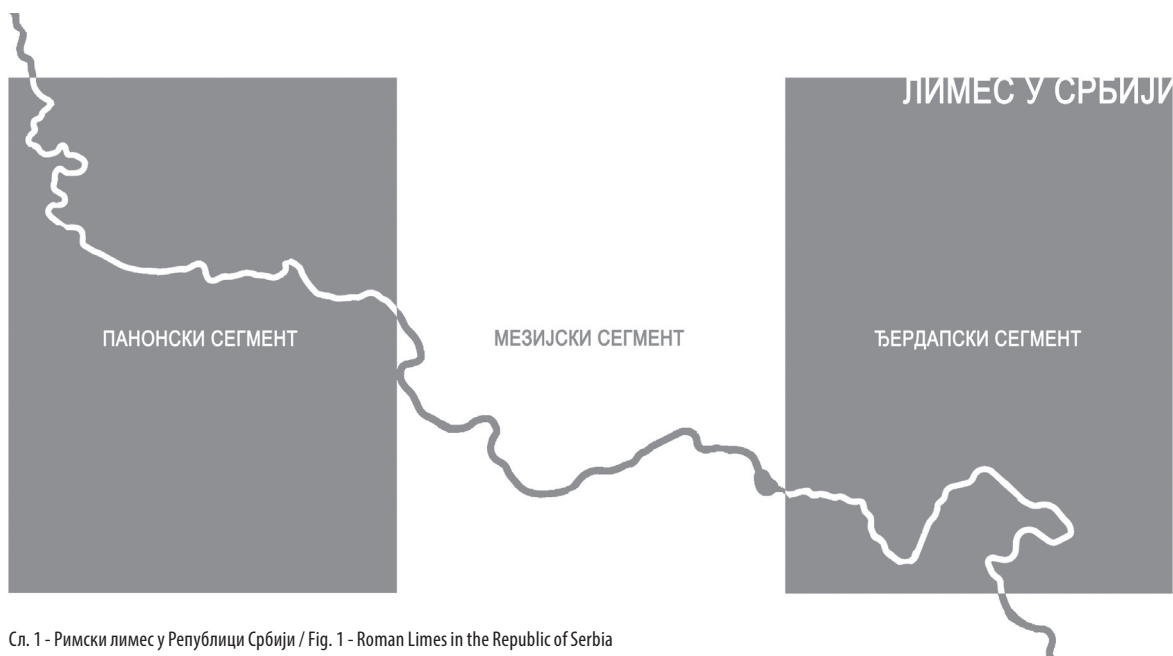 ЛИМЕС У СРБИЈИ
ПАНОНСКИ СЕГМЕНТ
МЕЗИЈСКИ СЕГМЕНТ
ЂЕРДАПСКИ СЕГМЕНТ
Сл. 1 - Римски лимес у Републици Србији / Fig. 1 - Roman Limes in the Republic of Serbia